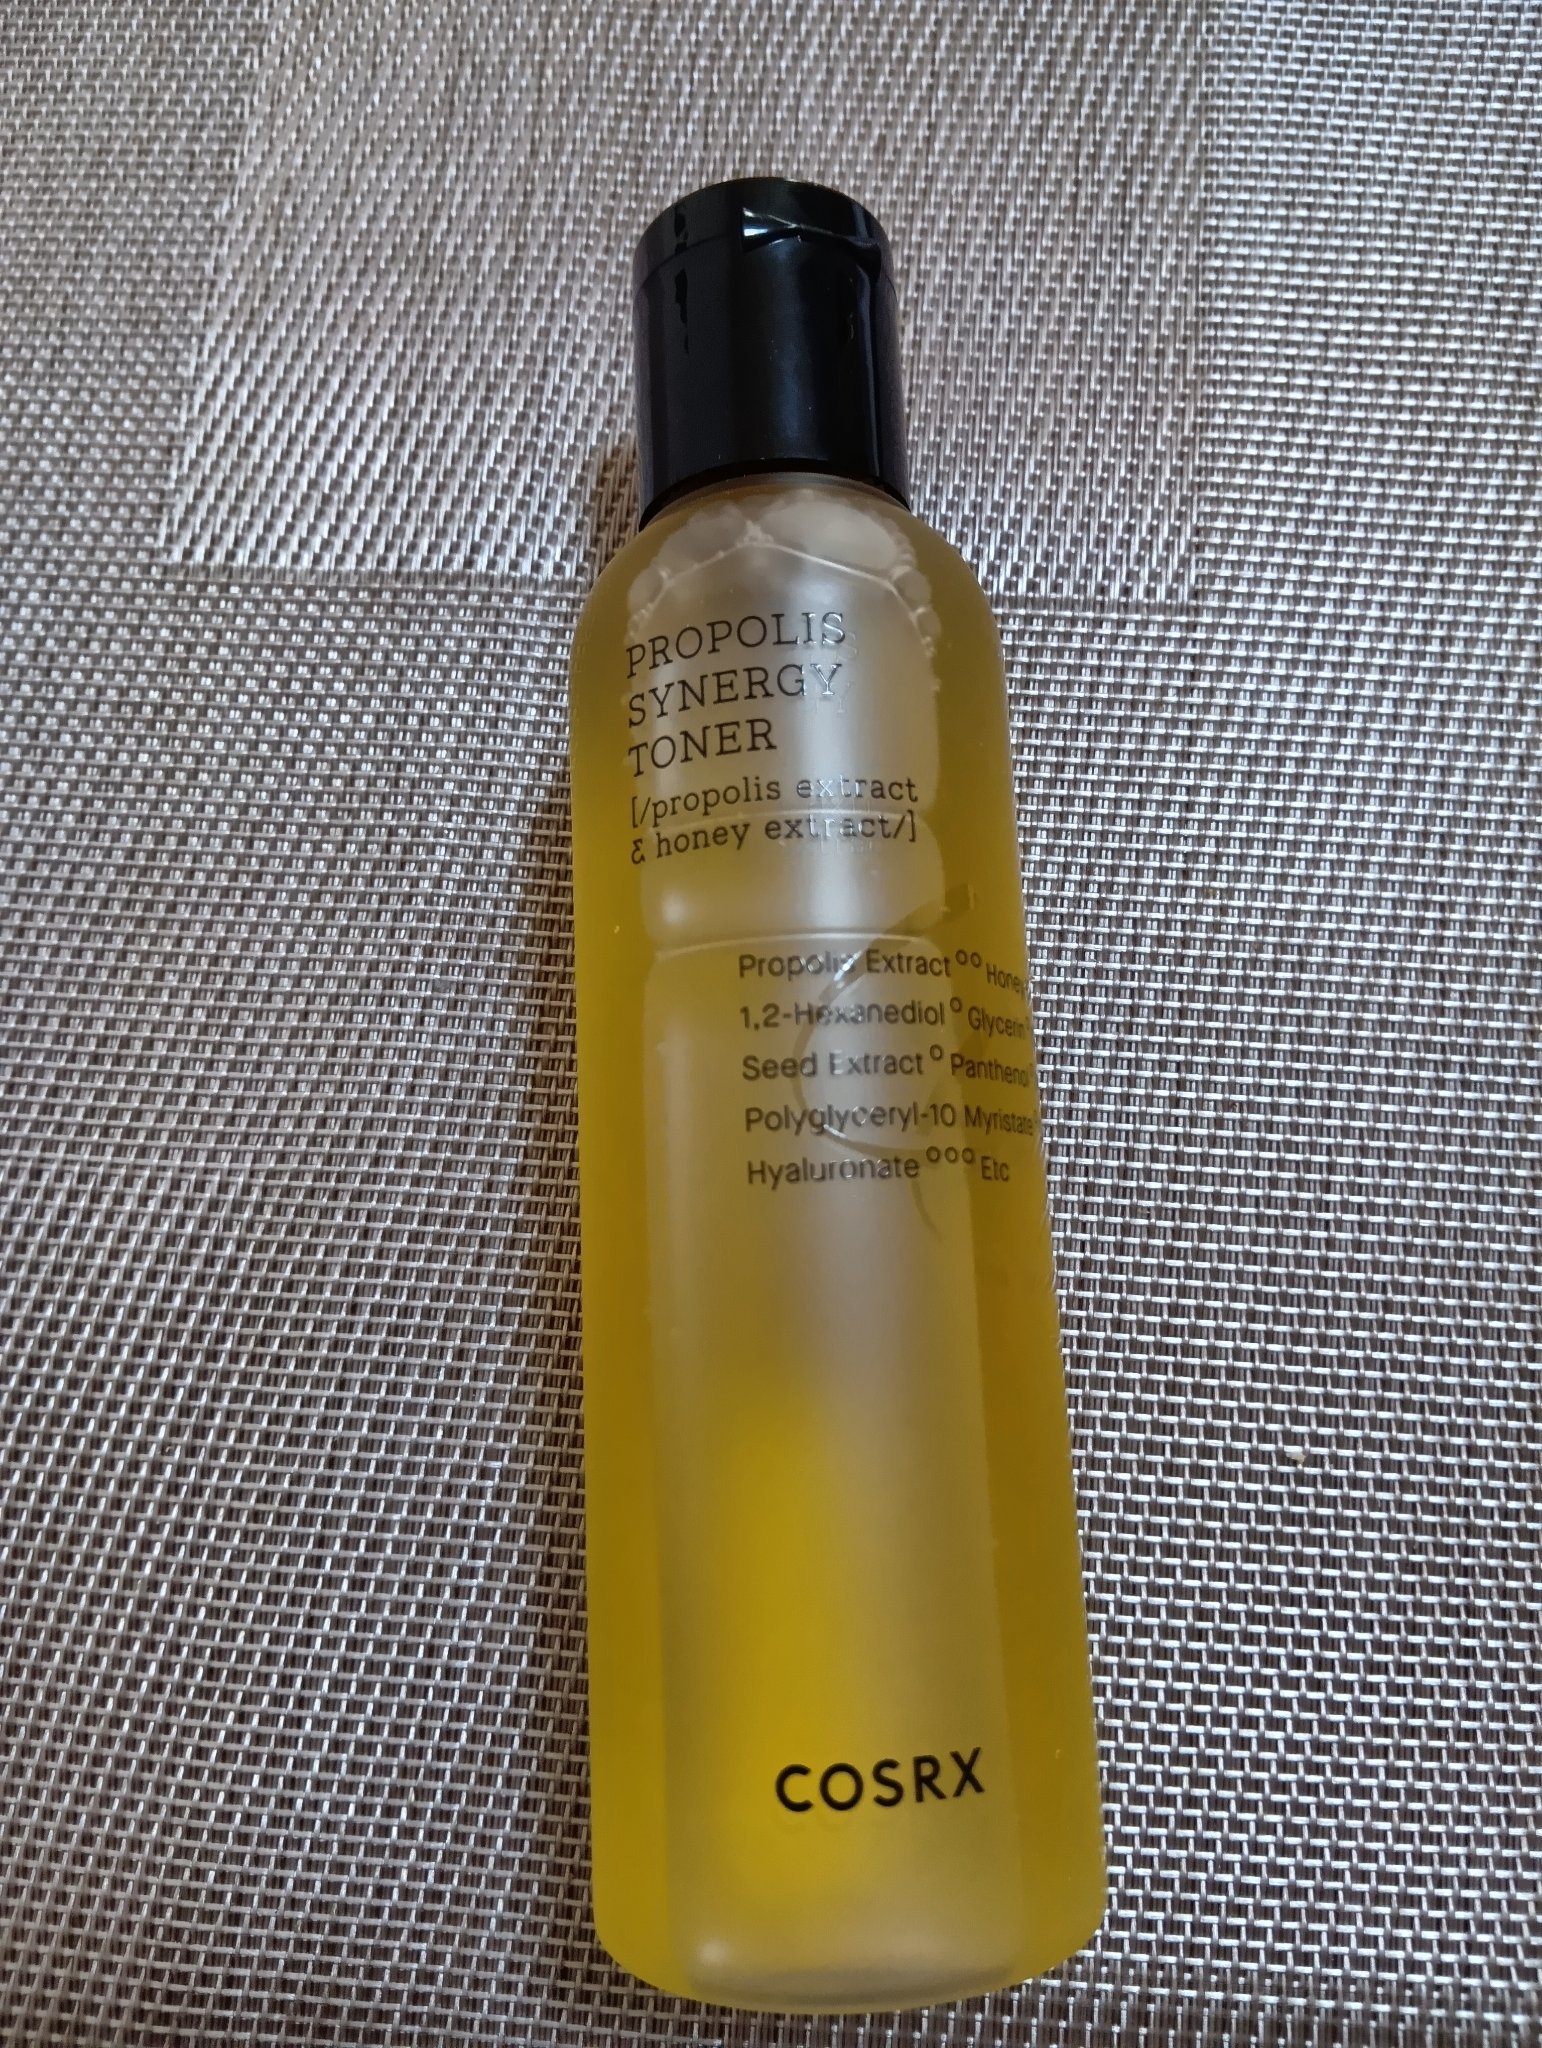 PROPOLIS
SYNERGY
TONER
[/propolis extract
& honey extract/]
Propolis Extract °° Honey
1,2-Hexanediol ° Glycerin °
Seed Extract ° Panthenol °
Polyglyceryl-10 Myristate °
Hyaluronate °°° Etc
COSRX